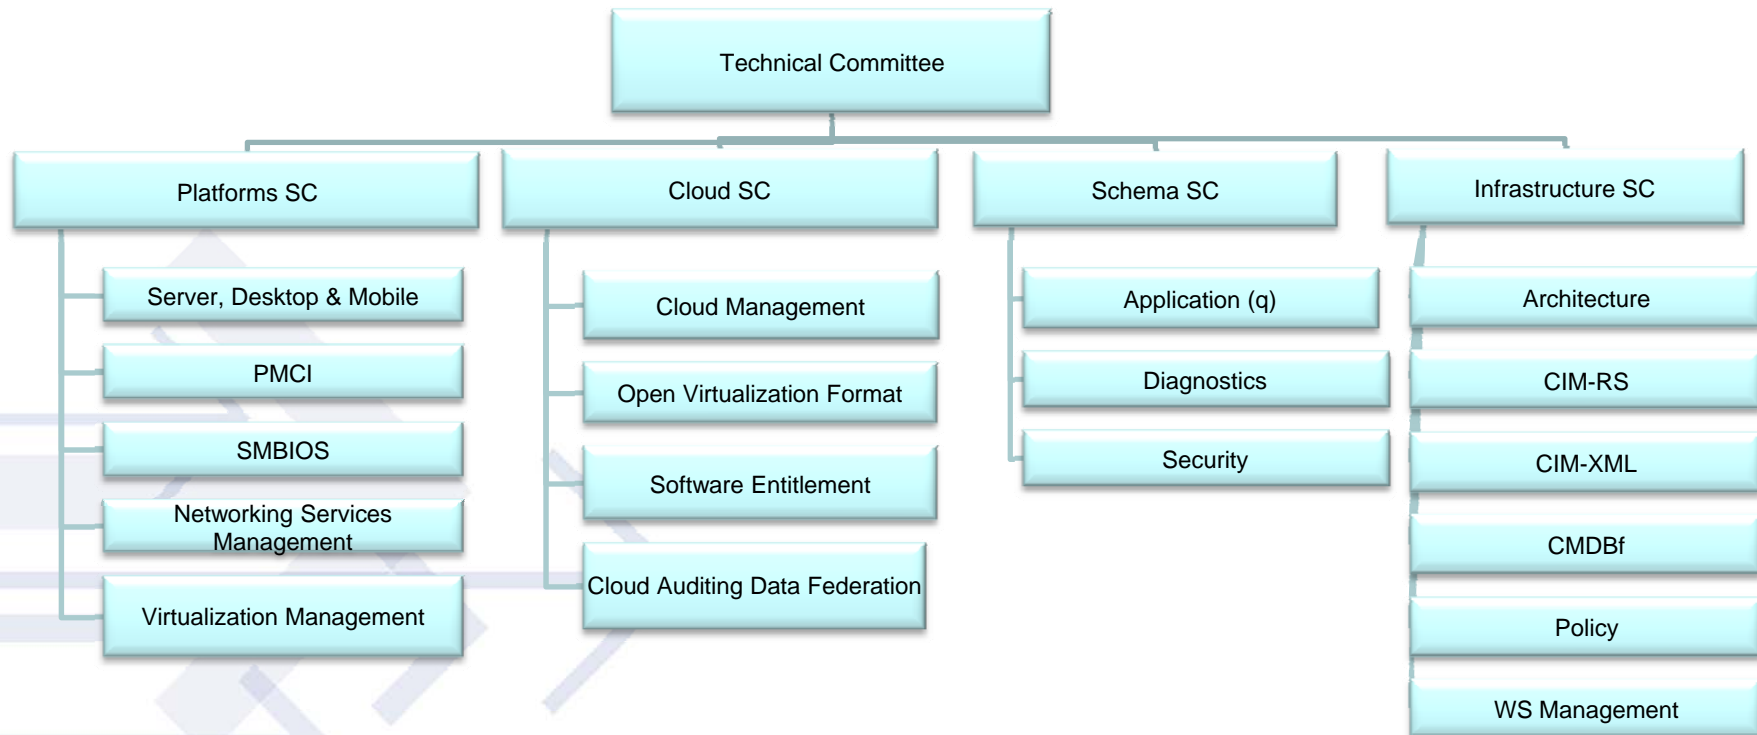 Technical Committee
Platforms SC
Server, Desktop & Mobile
PMCI
SMBIOS
Networking Services
Management
Virtualization Management
Cloud SC
Cloud Management
Open Virtualization Format
Software Entitlement
Cloud Auditing Data Federation
Schema SC
Application (q)
Diagnostics
Security
Infrastructure SC
Architecture
CIM-RS
CIM-XML
CMDBf
Policy
WS Management